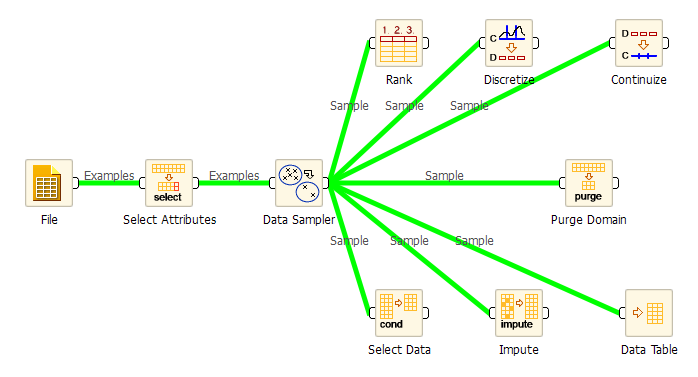 1. 2. 3.
C
D
D
C
Rank
Discretize
Continuize
Sample
Sample
Sample
Examples
Examples
Sample
select
purge
File
Select Attributes
Data Sampler
Purge Domain
Sample
Sample
Sample
cond
impute
Select Data
Impute
Data Table